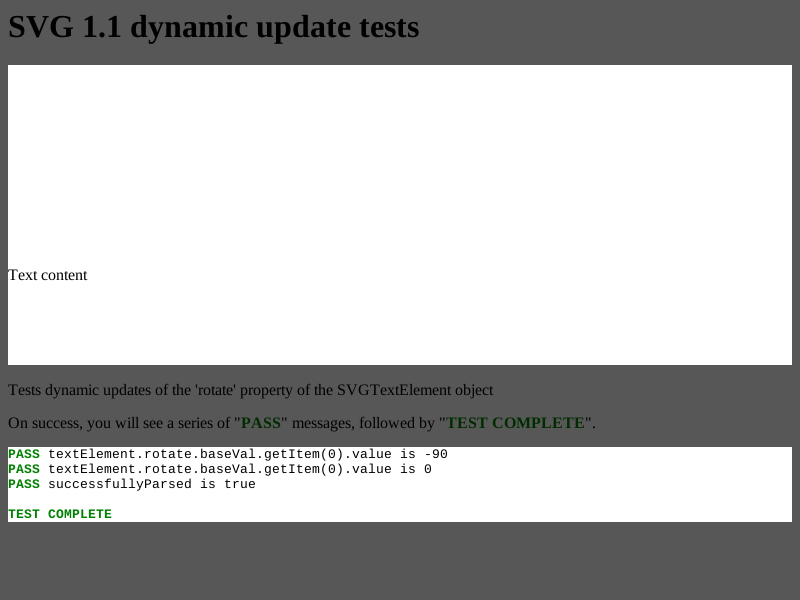 SVG 1.1 dynamic update tests
Text content
Tests dynamic updates of the 'rotate' property of the SVGTextElement object
On success, you will see a series of "PASS" messages, followed by "TEST COMPLETE".
PASS textElement.rotate.baseVal.getItem(0).value is -90
PASS textElement.rotate.baseVal.getItem(0).value is 0
PASS successfullyParsed is true
TEST COMPLETE